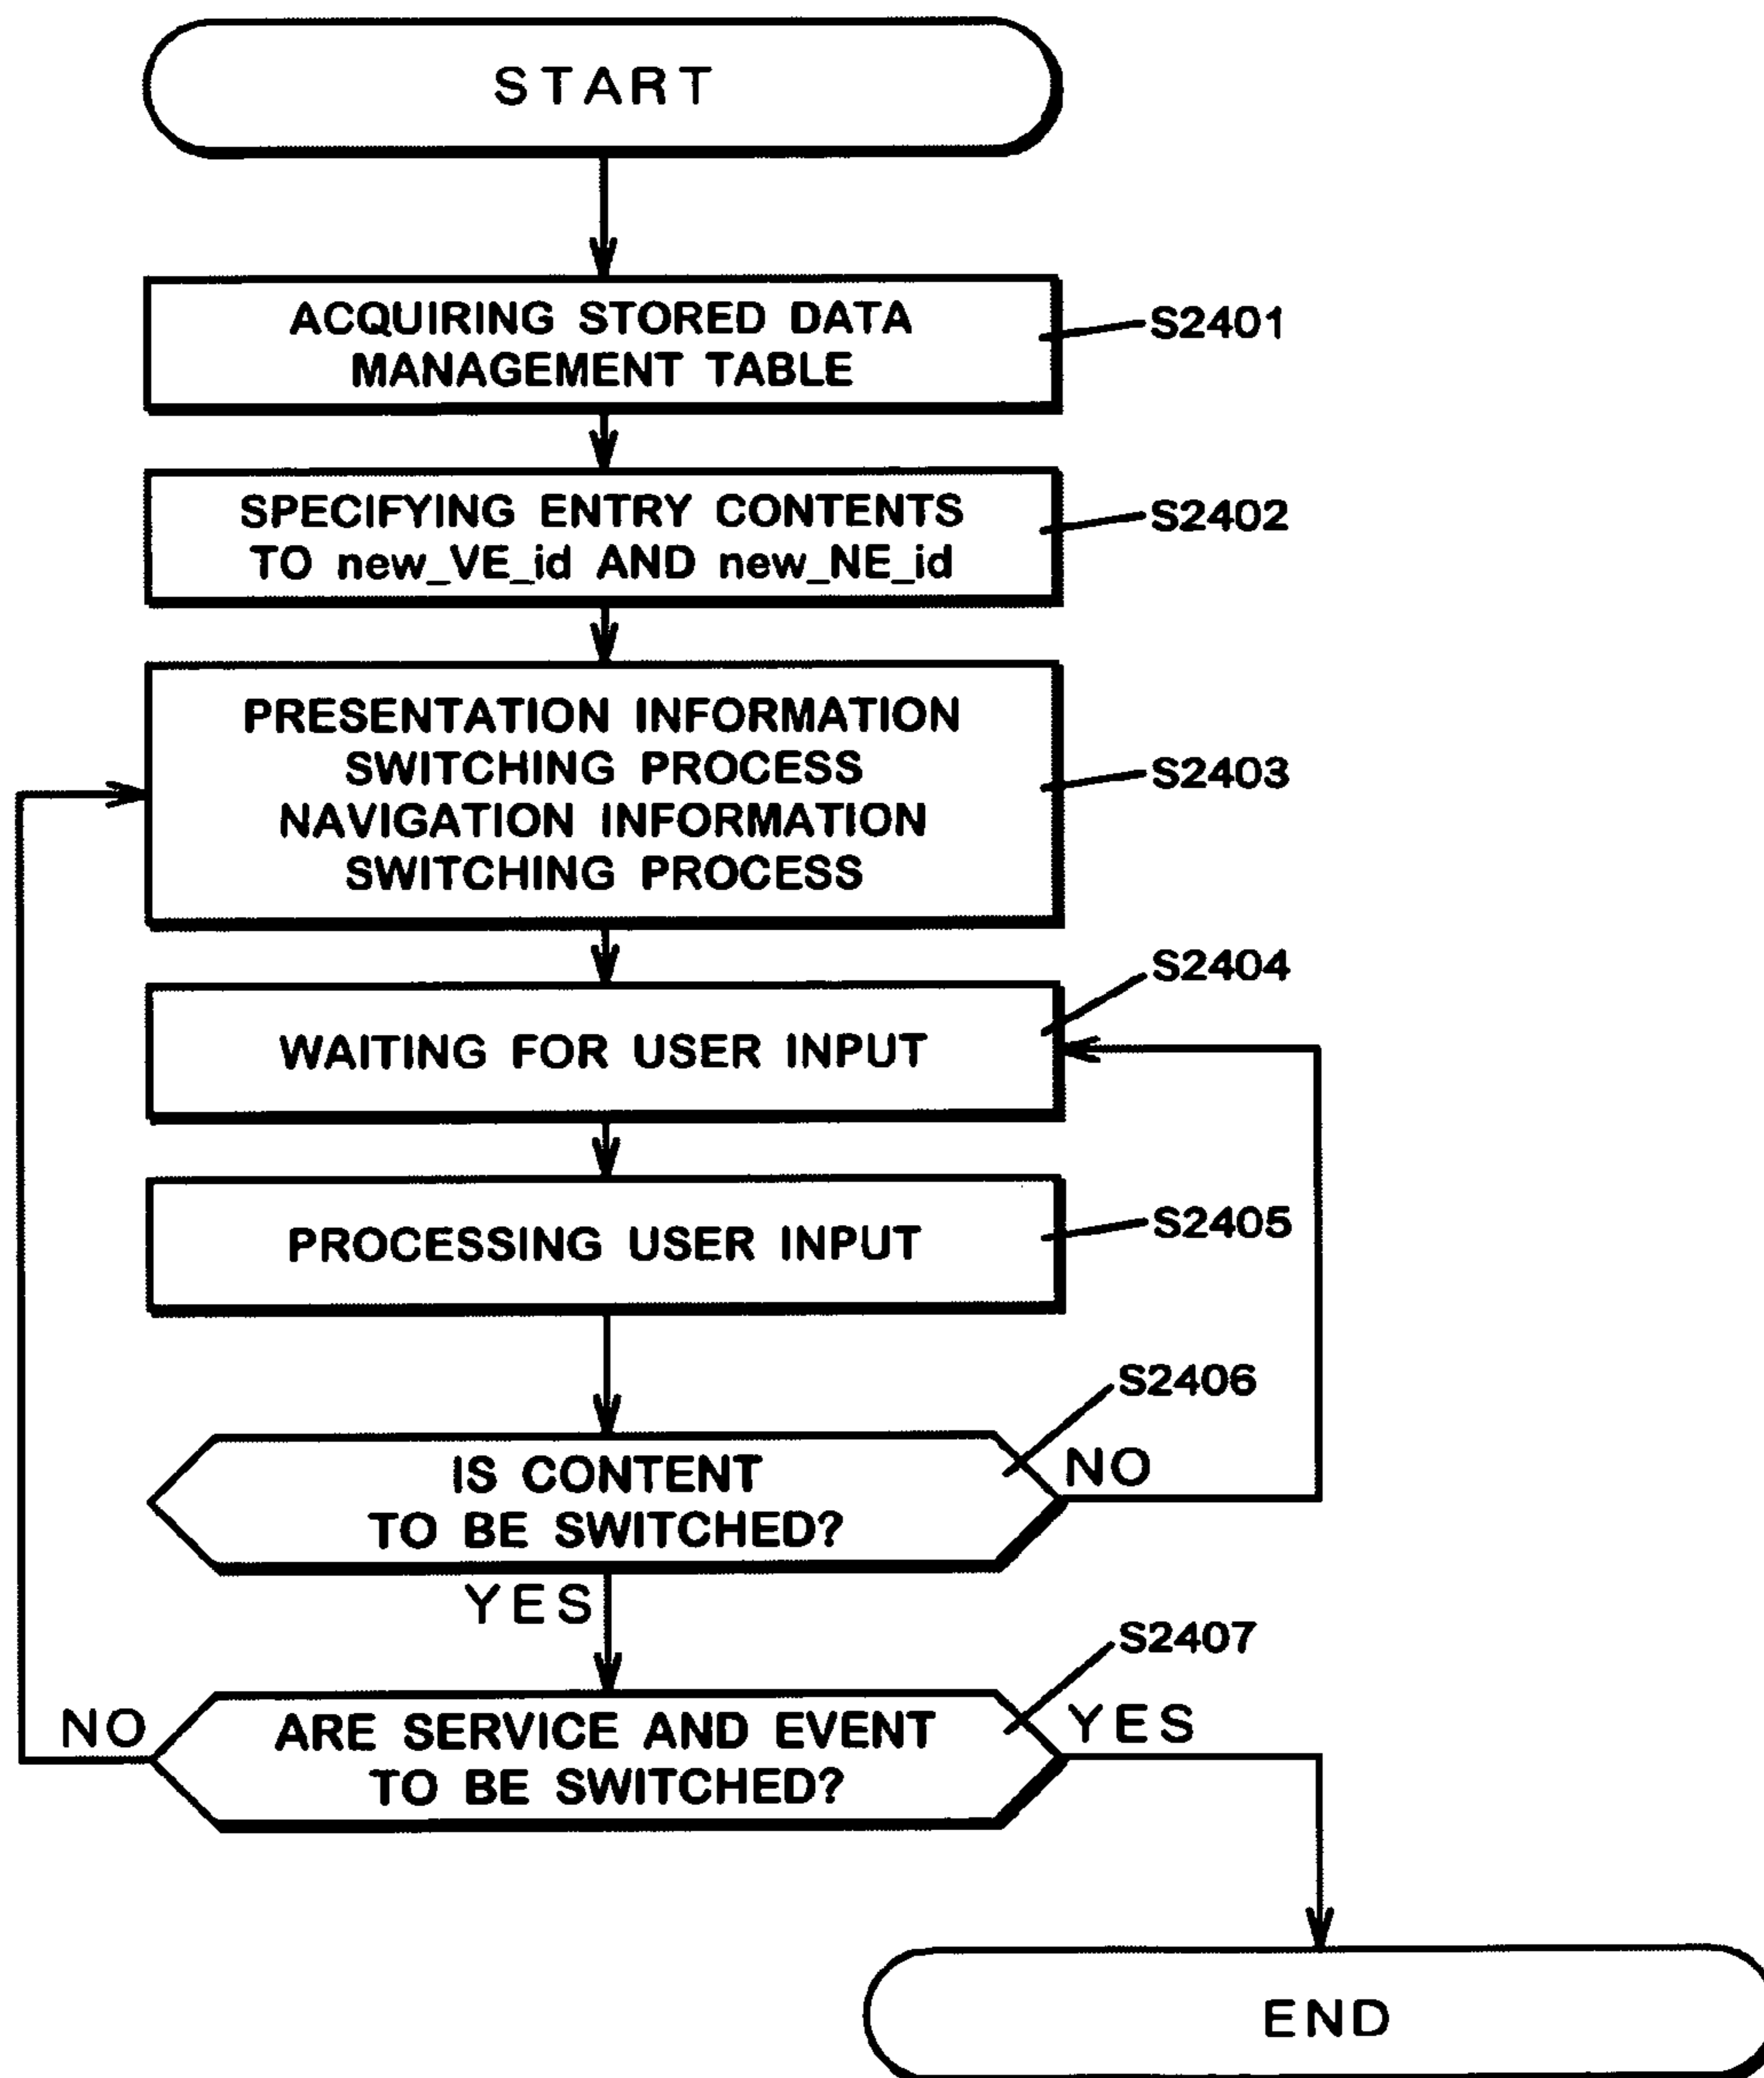 START
ACQUIRING STORED DATA
MANAGEMENT TABLE
S2401
SPECIFYING ENTRY CONTENTS
TO new_VE_id AND new_NE_id
S2402
PRESENTATION INFORMATION
SWITCHING PROCESS
NAVIGATION INFORMATION
SWITCHING PROCESS
S2403
S2404
WAITING FOR USER INPUT
PROCESSING USER INPUT
S2405
S2406
IS CONTENT
TO BE SWITCHED?
NO
YES
S2407
NO
ARE SERVICE AND EVENT
TO BE SWITCHED?
YES
END